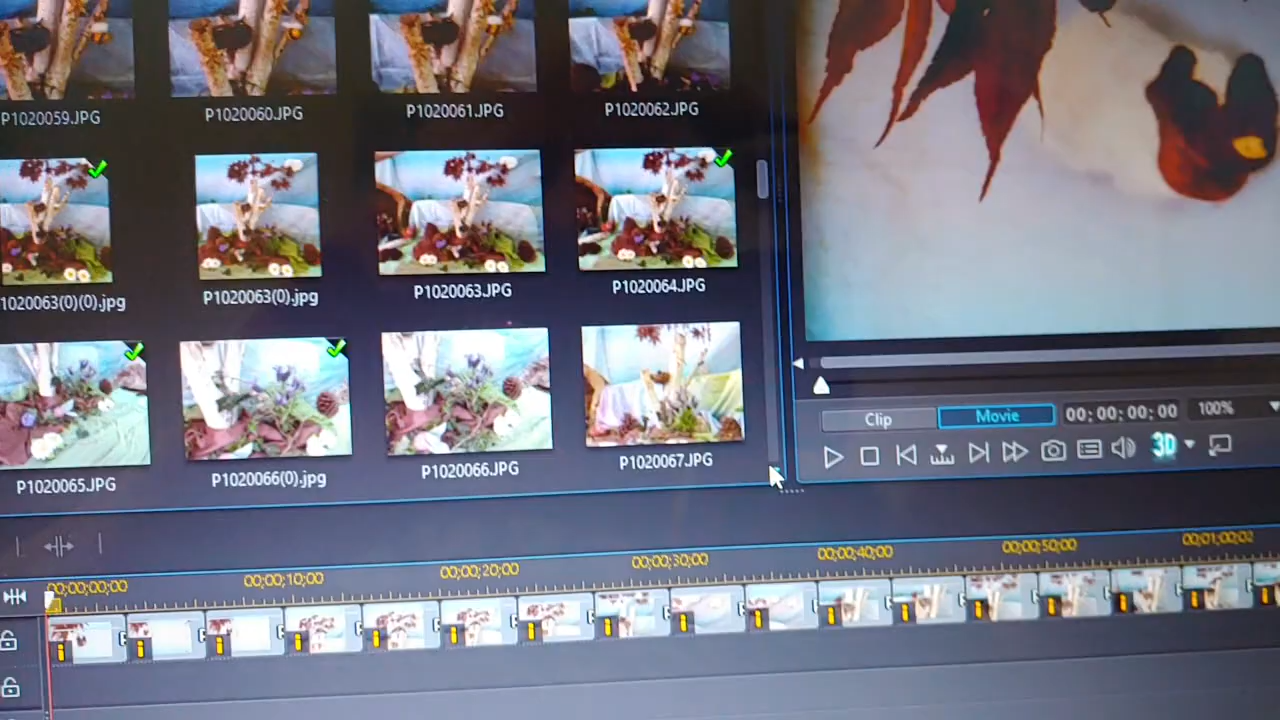 P1020059.JPG P1020060.JPG P1020061.JPG P1020062.JPG
1020063(0)(0).jpg P1020063(0).jpg P1020063.JPG P1020064.JPG
P1020065.JPG P1020066(0).jpg P1020066.JPG P1020067.JPG
Clip Movie 00;00;00;00 100%
3D
00;00;00;00 00;00;10;00 00;00;20;00 00;00;30;00 00;00;40;00 00;00;50;00 00;01;00;02